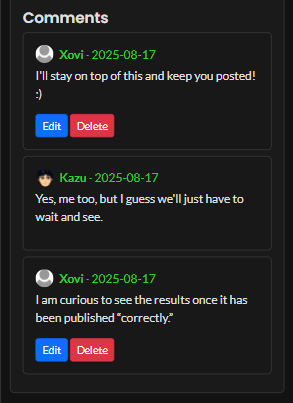 Comments
Xovi - 2025-08-17
I'll stay on top of this and keep you posted!
:)
Edit Delete
Kazu - 2025-08-17
Yes, me too, but I guess we'll just have to
wait and see.
Xovi - 2025-08-17
I am curious to see the results once it has
been published “correctly.”
Edit Delete